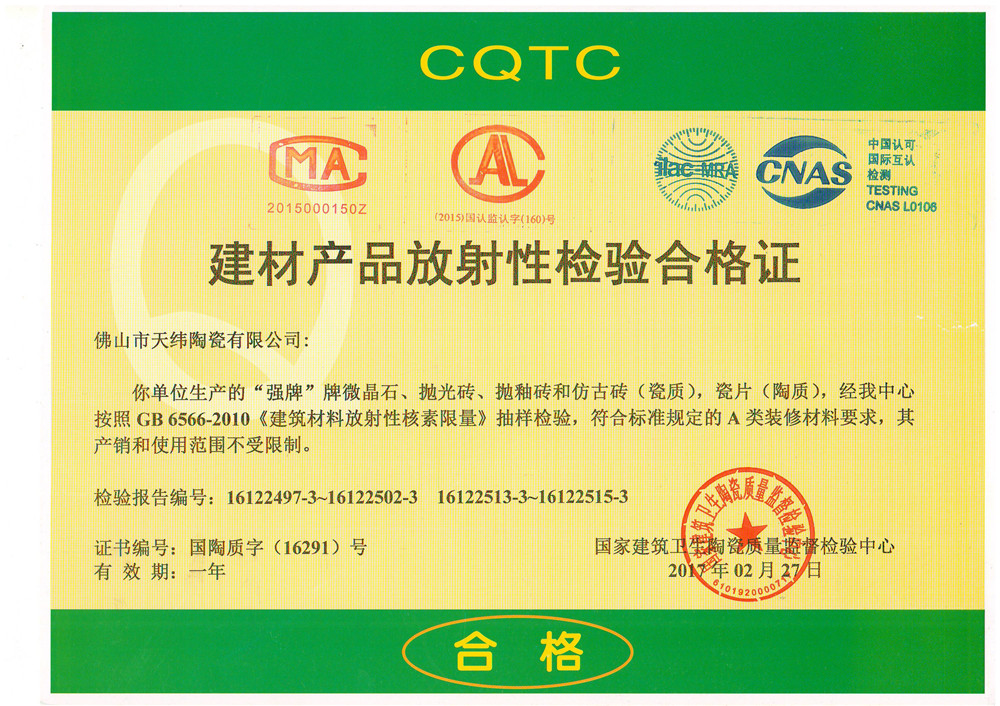 CQTC
MA
2015000150Z
AL
(2015)国认监认字(160)号
ilac-MRA
CNAS
中国认可
国际互认
检测
TESTING
CNAS L0106
建材产品放射性检验合格证
佛山市天纬陶瓷有限公司:
你单位生产的“强牌”牌微晶石、抛光砖、抛釉砖和仿古砖（瓷质），瓷片（陶质），经我中心
按照 GB 6566-2010《建筑材料放射性核素限量》抽样检验，符合标准规定的 A 类装修材料要求，其
产销和使用范围不受限制。
检验报告编号：16122497-3~16122502-3 16122513-3~16122515-3
证书编号：国陶质字（16291）号
有 效 期：一年
国家建筑卫生陶瓷质量监督检验中心
2017 年 02 月 27 日
合 格